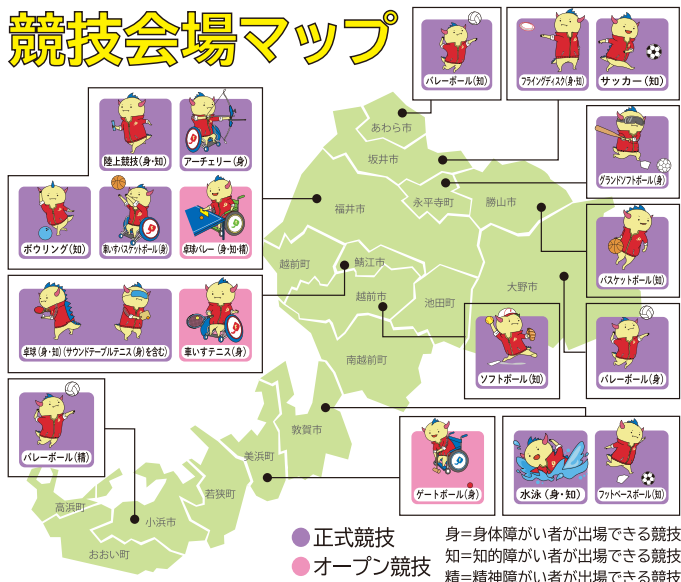 競技会場マップ
バレーボール(知)
フライングディスク(身・知)
サッカー(知)
あわら市
坂井市
陸上競技(身・知)
アーチェリー(身)
グランドソフトボール(身)
永平寺町
勝山市
福井市
ボウリング(知)
車いすバスケットボール(身)
卓球バレー(身・知・精)
バスケットボール(知)
越前町
鯖江市
大野市
越前市
池田町
卓球(身・知)(サウンドテーブルテニス(身)を含む)
車いすテニス(身)
ソフトボール(知)
バレーボール(身)
南越前町
バレーボール(精)
敦賀市
美浜町
若狭町
高浜町
小浜市
おおい町
ゲートボール(身)
水泳(身・知)
フットベースボール(知)
正式競技
オープン競技
身=身体障がい者が出場できる競技
知=知的障がい者が出場できる競技
精=精神障がい者が出場できる競技